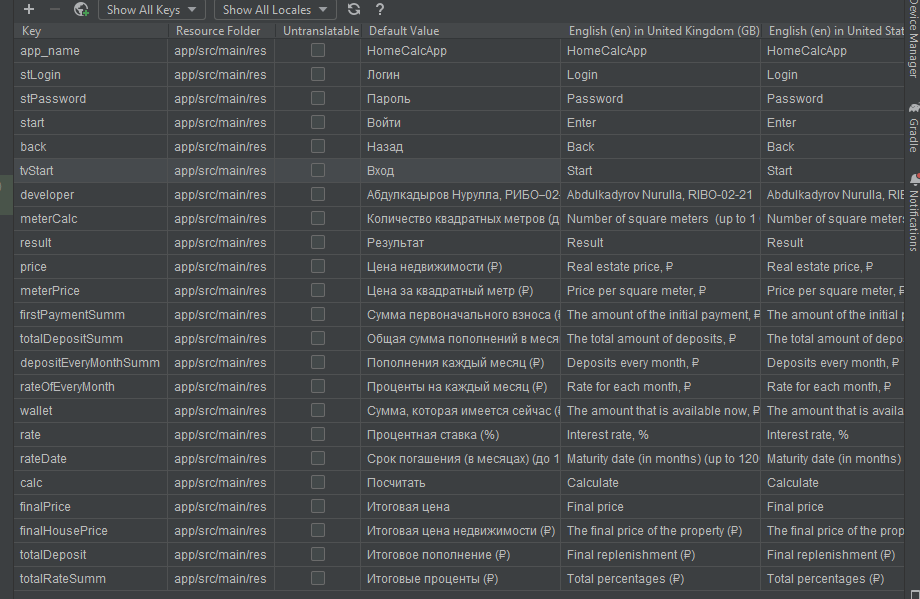 Show All Keys Show All Locales ?
Key Resource Folder Untranslatable Default Value English (en) in United Kingdom (GB) English (en) in United Stat
app_name app/src/main/res HomeCalcApp HomeCalcApp HomeCalcApp
stLogin app/src/main/res Логин Login Login
stPassword app/src/main/res Пароль Password Password
start app/src/main/res Войти Enter Enter
back app/src/main/res Назад Back Back
tvStart app/src/main/res Вход Start Start
developer app/src/main/res Абдулкадыров Нурулла, РИБО–02- Abdulkadyrov Nurulla, RIBO-02-21 Abdulkadyrov Nurulla, RIB
meterCalc app/src/main/res Количество квадратных метров (д Number of square meters (up to 1 Number of square meters
result app/src/main/res Результат Result Result
price app/src/main/res Цена недвижимости (₽) Real estate price, ₽ Real estate price, ₽
meterPrice app/src/main/res Цена за квадратный метр (₽) Price per square meter, ₽ Price per square meter, ₽
firstPaymentSumm app/src/main/res Сумма первоначального взноса (₽ The amount of the initial payment, ₽ The amount of the initial p
totalDepositSumm app/src/main/res Общая сумма пополнений в меся The total amount of deposits, ₽ The total amount of depo
depositEveryMonthSumm app/src/main/res Пополнения каждый месяц (₽) Deposits every month, ₽ Deposits every month, ₽
rateOfEveryMonth app/src/main/res Проценты на каждый месяц (₽) Rate for each month, ₽ Rate for each month, ₽
wallet app/src/main/res Сумма, которая имеется сейчас (₽ The amount that is available now, ₽ The amount that is availa
rate app/src/main/res Процентная ставка (%) Interest rate, % Interest rate, %
rateDate app/src/main/res Срок погашения (в месяцах) (до 1 Maturity date (in months) (up to 120 Maturity date (in months)
calc app/src/main/res Посчитать Calculate Calculate
finalPrice app/src/main/res Итоговая цена Final price Final price
finalHousePrice app/src/main/res Итоговая цена недвижимости (₽) The final price of the property (₽) The final price of the prop
totalDeposit app/src/main/res Итоговое пополнение (₽) Final replenishment (₽) Final replenishment (₽)
totalRateSumm app/src/main/res Итоговые проценты (₽) Total percentages (₽) Total percentages (₽)
Device Manager
Gradle
Notifications